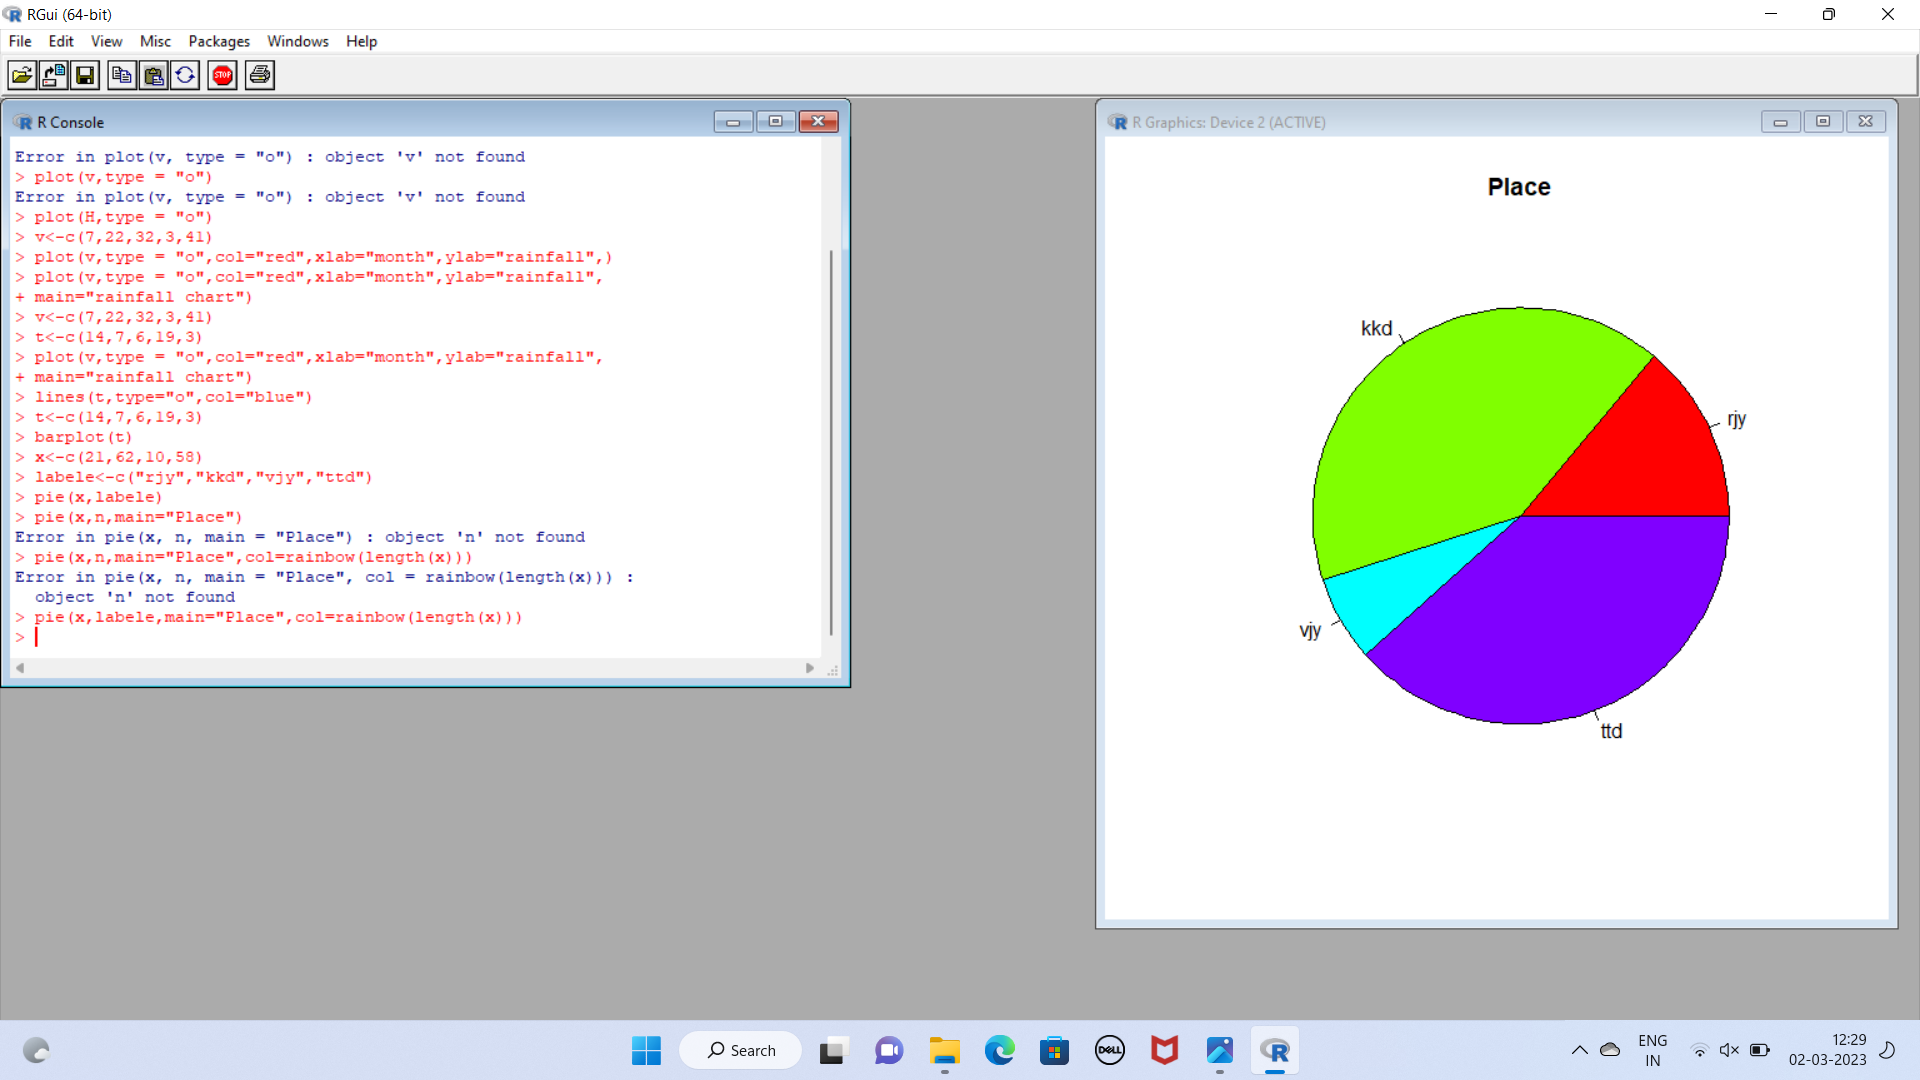 RGui (64-bit)
File Edit View Misc Packages Windows Help
STOP
R Console
Error in plot(v, type = "o") : object 'v' not found
> plot(v,type = "o")
Error in plot(v, type = "o") : object 'v' not found
> plot(H,type = "o")
> v<-c(7,22,32,3,41)
> plot(v,type = "o",col="red",xlab="month",ylab="rainfall",)
> plot(v,type = "o",col="red",xlab="month",ylab="rainfall",
+ main="rainfall chart")
> v<-c(7,22,32,3,41)
> t<-c(14,7,6,19,3)
> plot(v,type = "o",col="red",xlab="month",ylab="rainfall",
+ main="rainfall chart")
> lines(t,type="o",col="blue")
> t<-c(14,7,6,19,3)
> barplot(t)
> x<-c(21,62,10,58)
> labele<-c("rjy","kkd","vjy","ttd")
> pie(x,labele)
> pie(x,n,main="Place")
Error in pie(x, n, main = "Place") : object 'n' not found
> pie(x,n,main="Place",col=rainbow(length(x)))
Error in pie(x, n, main = "Place", col = rainbow(length(x))) :
  object 'n' not found
> pie(x,labele,main="Place",col=rainbow(length(x)))
>
R Graphics: Device 2 (ACTIVE)
Place
kkd
rjy
vjy
ttd
Search
DELL
R
ENG
IN
12:29
02-03-2023